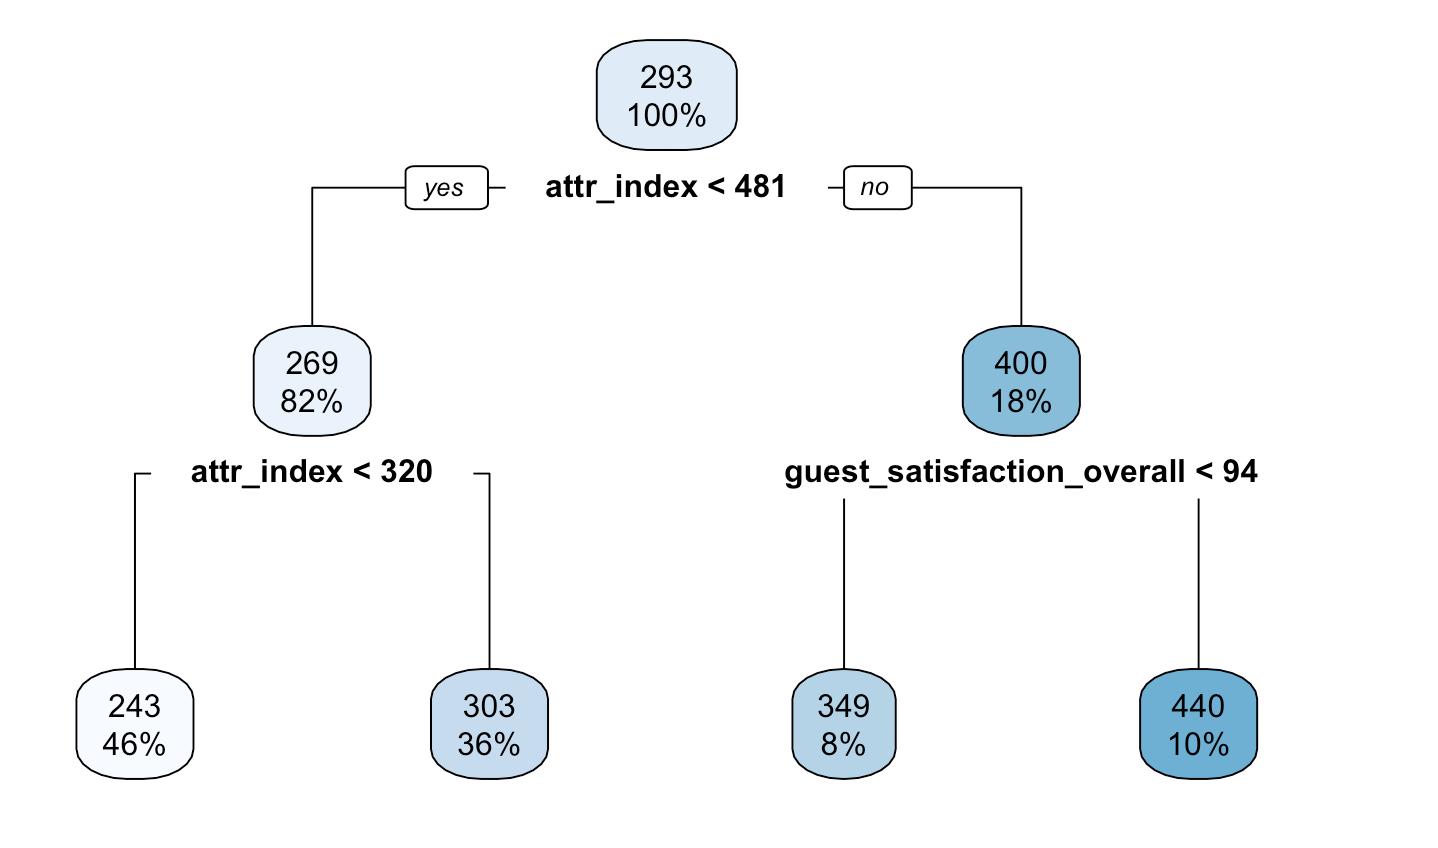 293
100%
yes
attr_index < 481
no
269
82%
400
18%
attr_index < 320
guest_satisfaction_overall < 94
243
46%
303
36%
349
8%
440
10%